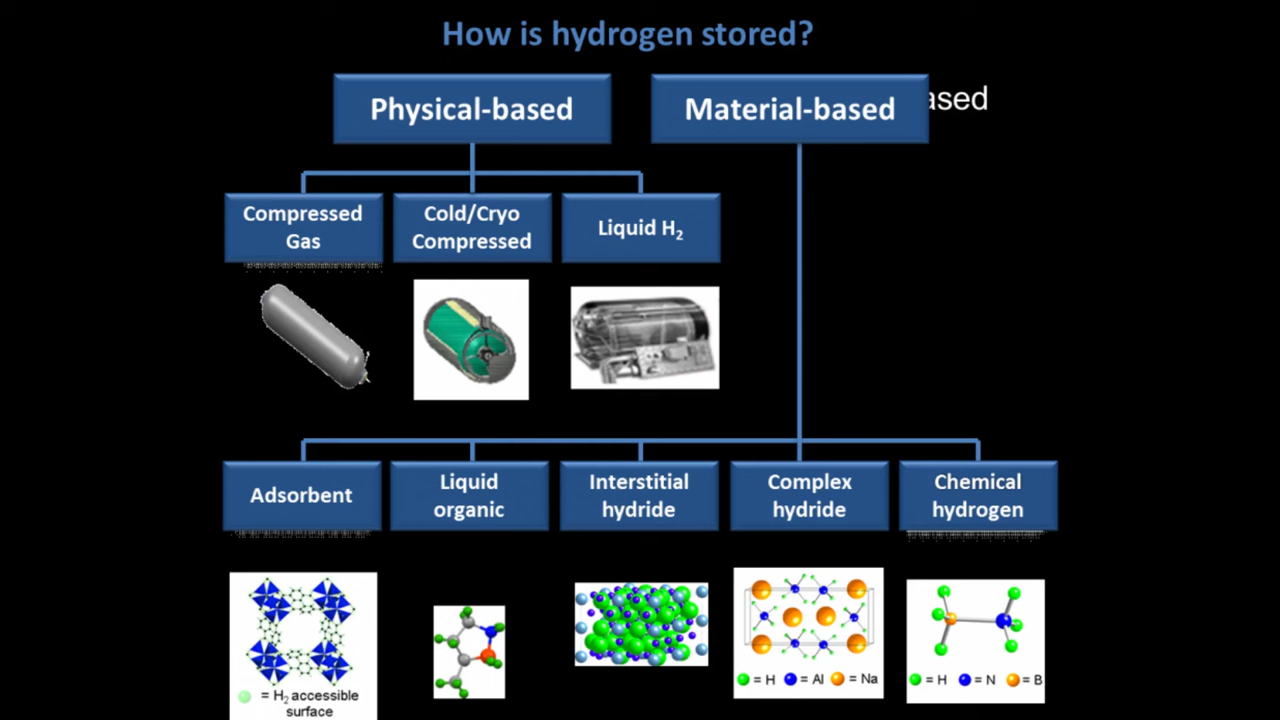 How is hydrogen stored?
Physical-based
Material-based
ased
Compressed
Gas
Cold/Cryo
Compressed
Liquid H₂
Adsorbent
Liquid
organic
Interstitial
hydride
Complex
hydride
Chemical
hydrogen
= H₂ accessible
surface
= H = Al = Na
= H = N = B